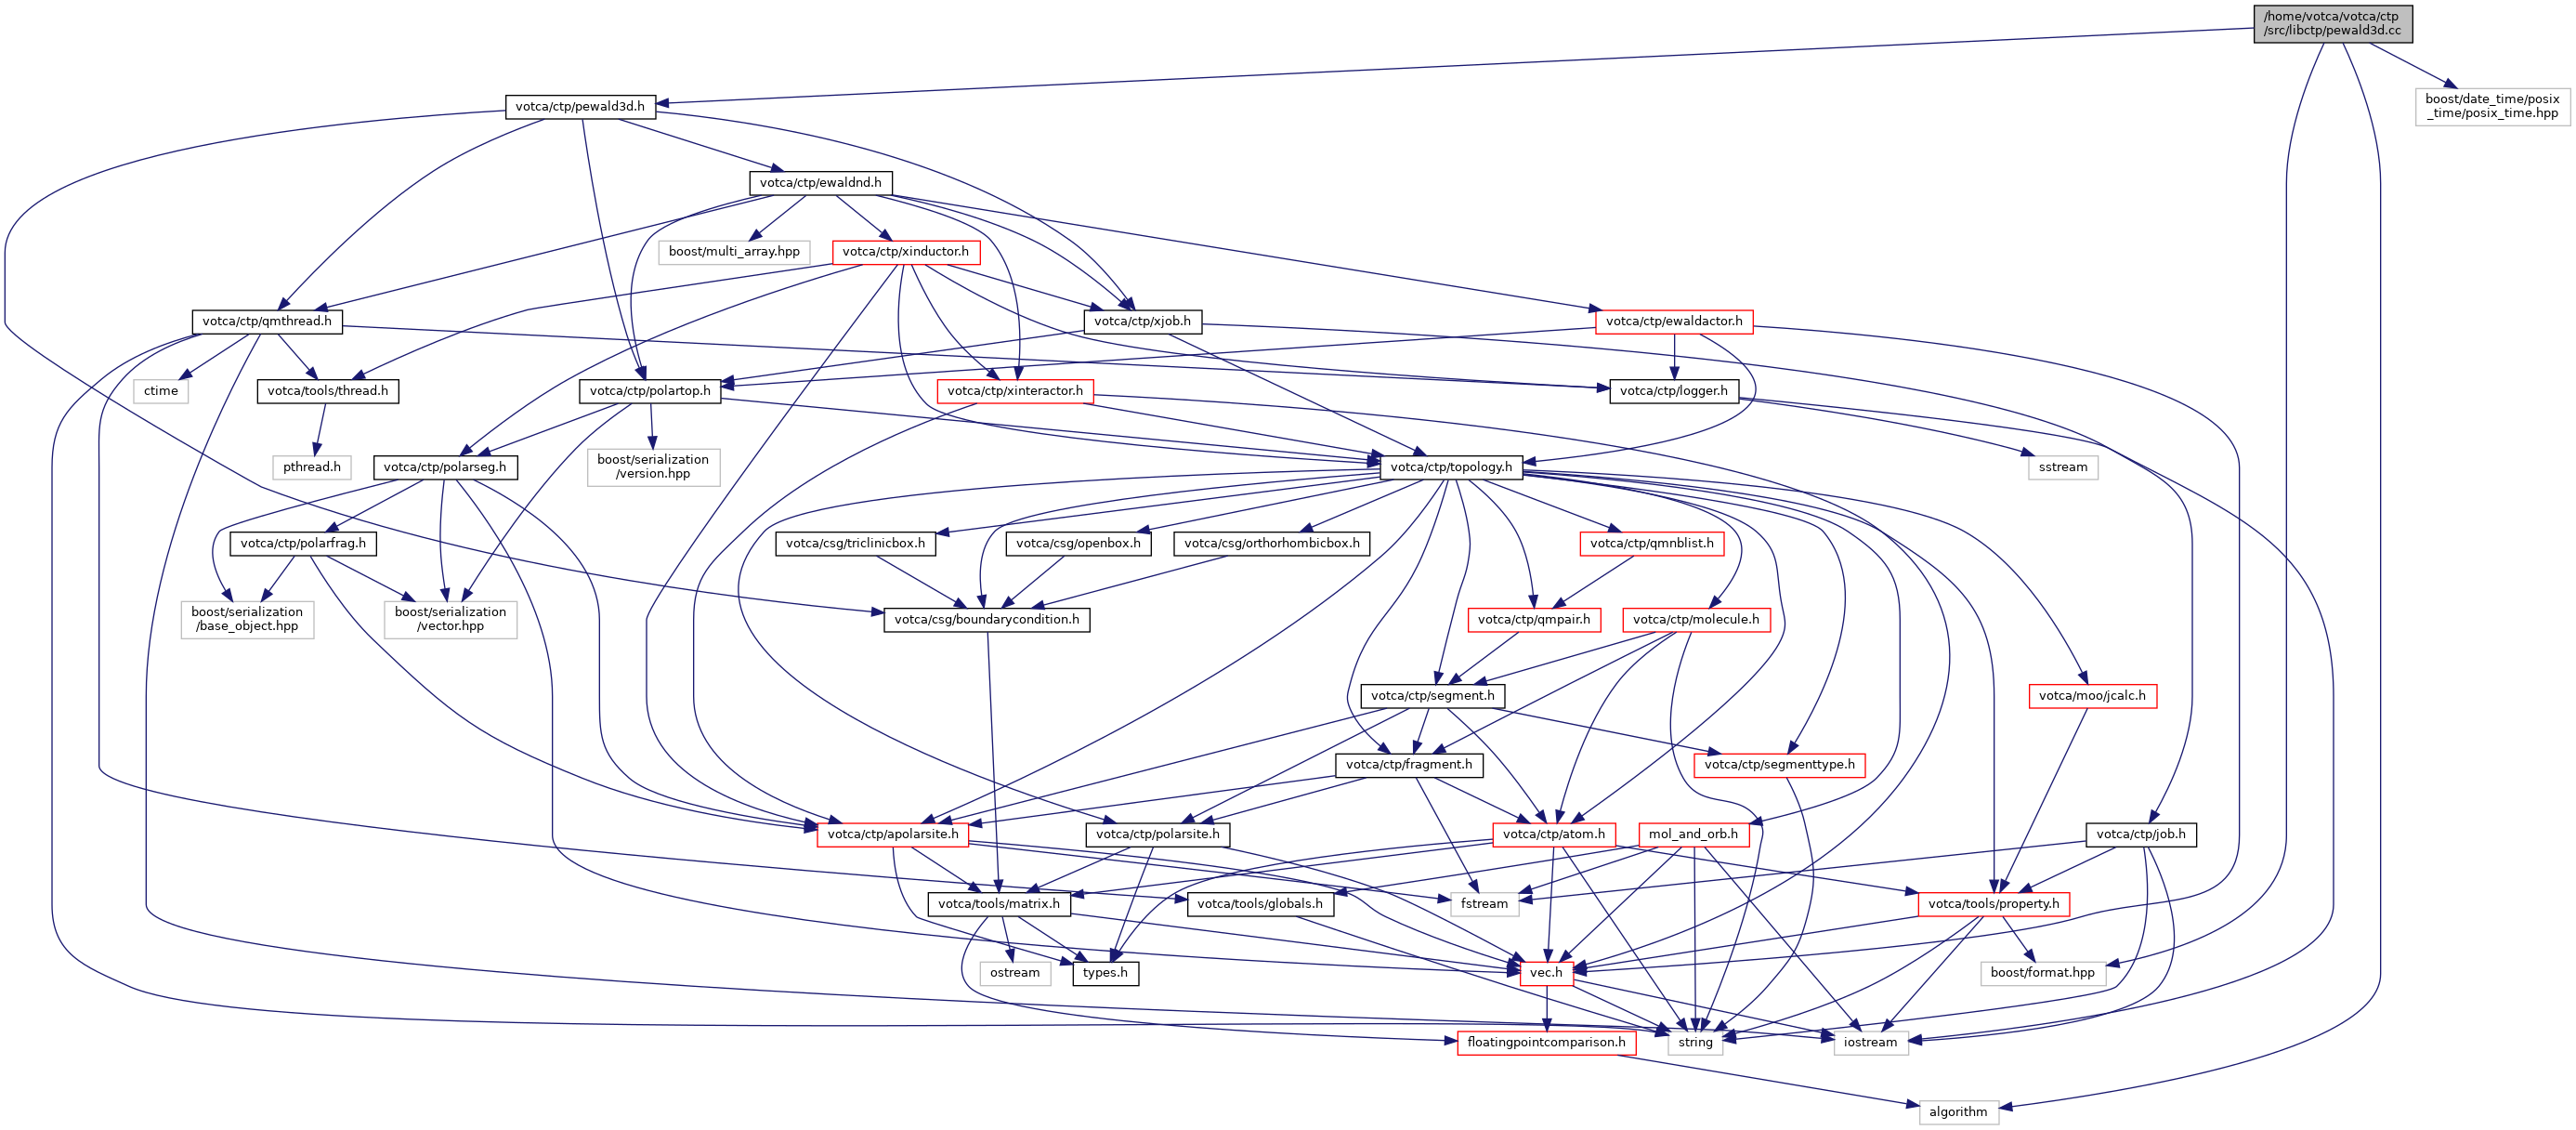 /home/votca/votca/ctp
/src/libctp/pewald3d.cc
votca/ctp/pewald3d.h
boost/date_time/posix
_time/posix_time.hpp
votca/ctp/ewaldnd.h
boost/multi_array.hpp
votca/ctp/xinductor.h
votca/ctp/qmthread.h
votca/ctp/xjob.h
votca/ctp/ewaldactor.h
ctime
votca/tools/thread.h
votca/ctp/polartop.h
votca/ctp/xinteractor.h
votca/ctp/logger.h
pthread.h
votca/ctp/polarseg.h
boost/serialization
/version.hpp
votca/ctp/topology.h
sstream
votca/ctp/polarfrag.h
votca/csg/triclinicbox.h
votca/csg/openbox.h
votca/csg/orthorhombicbox.h
votca/ctp/qmnblist.h
boost/serialization
/base_object.hpp
boost/serialization
/vector.hpp
votca/csg/boundarycondition.h
votca/ctp/qmpair.h
votca/ctp/molecule.h
votca/ctp/segment.h
votca/moo/jcalc.h
votca/ctp/fragment.h
votca/ctp/segmenttype.h
votca/ctp/apolarsite.h
votca/ctp/polarsite.h
votca/ctp/atom.h
mol_and_orb.h
votca/ctp/job.h
votca/tools/matrix.h
votca/tools/globals.h
fstream
votca/tools/property.h
ostream
types.h
vec.h
boost/format.hpp
floatingpointcomparison.h
string
iostream
algorithm